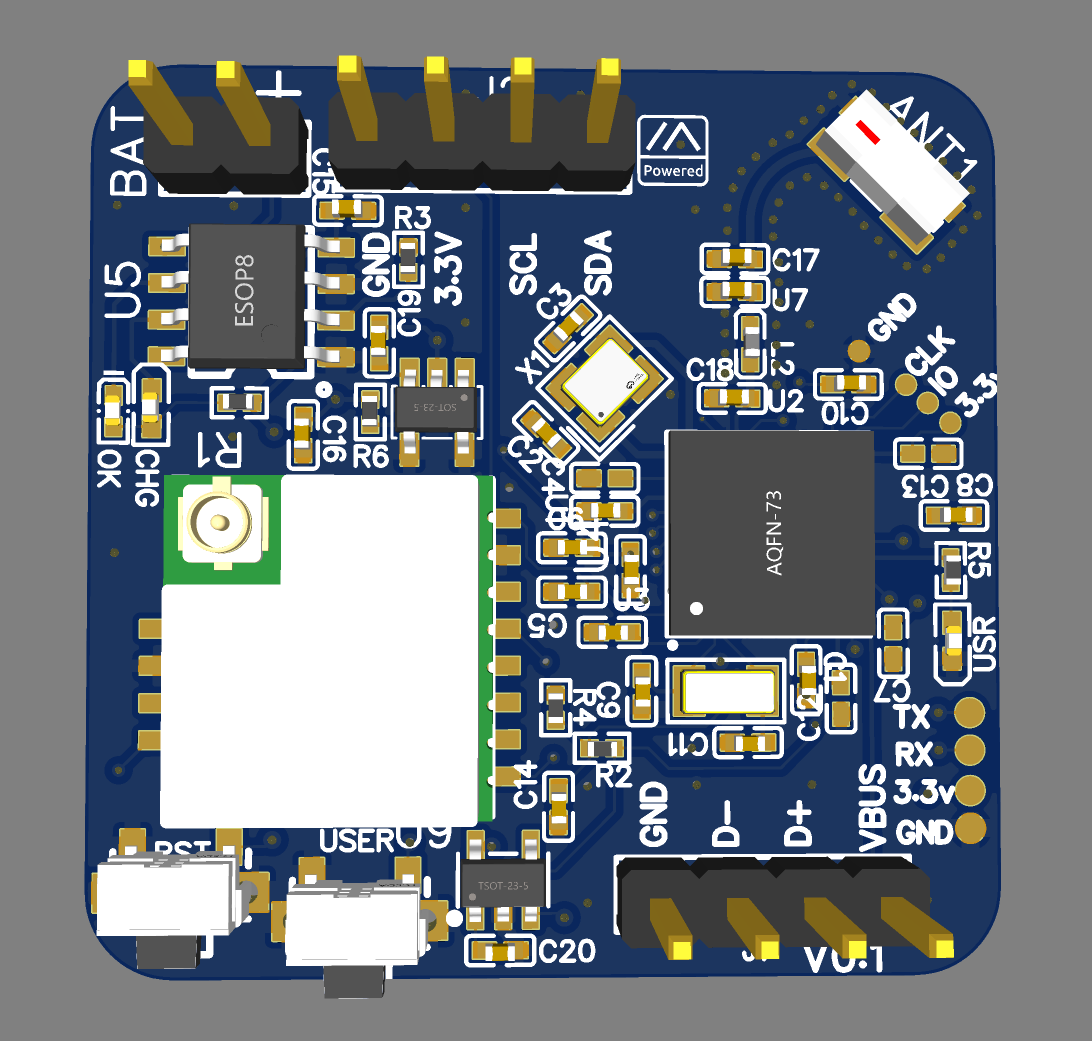 BAT
+
ANT1
Powered
C15
R3
GND
3.3V
SCL
SDA
C17
U5
ESOP8
C19
C3
U7
GND
X1
L2
CLK
C18
IO
3.3v
U2
C10
SOT-23-5
OK
CHG
R1
C16
R6
C2
C13
C8
AQFN-73
R5
C5
USR
C7
C9
R4
C12
TX
C11
RX
R2
C14
3.3v
GND
D-
D+
VBUS
GND
USER
U9
RST
TSOT-23-5
C20
V0.1